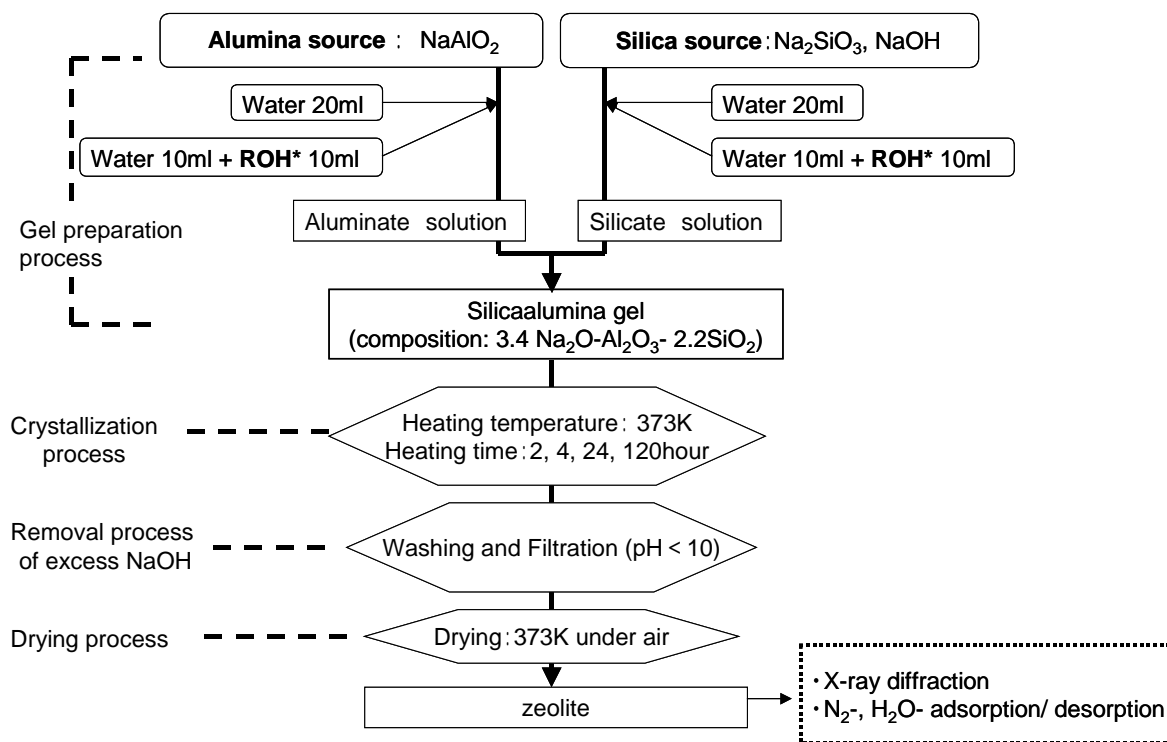 Alumina source : NaAlO₂
Silica source:Na₂SiO₃, NaOH
Water 20ml
Water 20ml
Water 10ml + ROH* 10ml
Water 10ml + ROH* 10ml
Gel preparation
process
Aluminate solution
Silicate solution
Silicaalumina gel
(composition: 3.4 Na₂O-Al₂O₃- 2.2SiO₂)
Crystallization
process
Heating temperature: 373K
Heating time:2, 4, 24, 120hour
Removal process
of excess NaOH
Washing and Filtration (pH < 10)
Drying process
Drying:373K under air
zeolite
・X-ray diffraction
・N₂-, H₂O- adsorption/ desorption